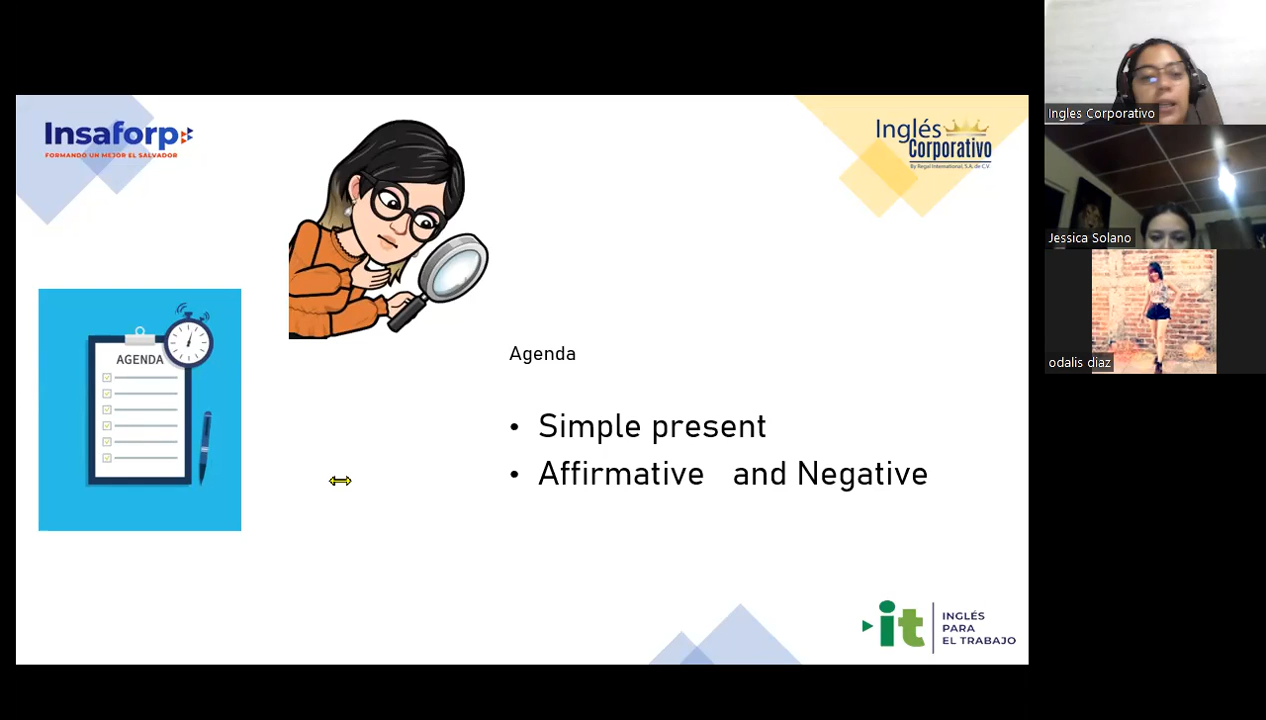 Insaforp
FORMANDO UN MEJOR EL SALVADOR
Inglés
Corporativo
By Regal International, S.A. de C.V.
AGENDA
Agenda
• Simple present
• Affirmative and Negative
it
INGLÉS
PARA
EL TRABAJO
Ingles Corporativo
Jessica Solano
odalis diaz